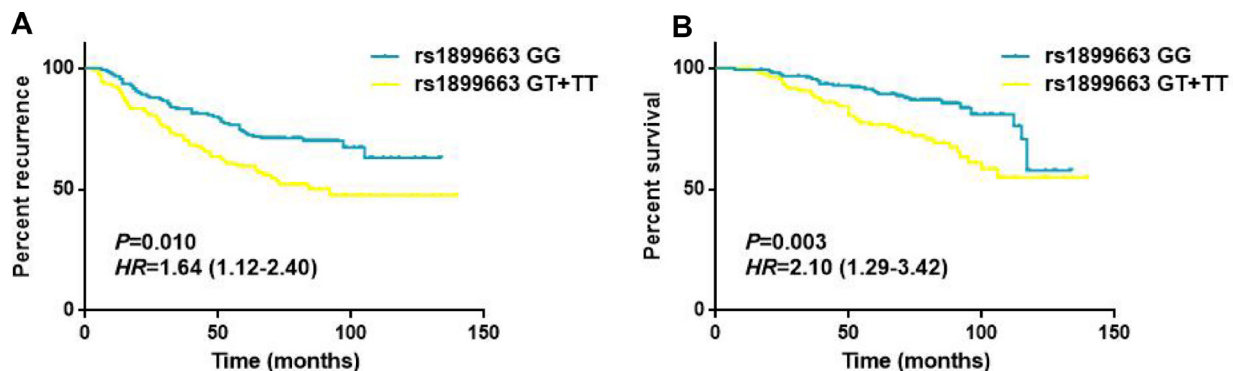 A
rs1899663 GG
rs1899663 GT+TT
Percent recurrence
100
50
0
P=0.010
HR=1.64 (1.12-2.40)
0 50 100 150
Time (months)
B
rs1899663 GG
rs1899663 GT+TT
Percent survival
100
50
0
P=0.003
HR=2.10 (1.29-3.42)
0 50 100 150
Time (months)